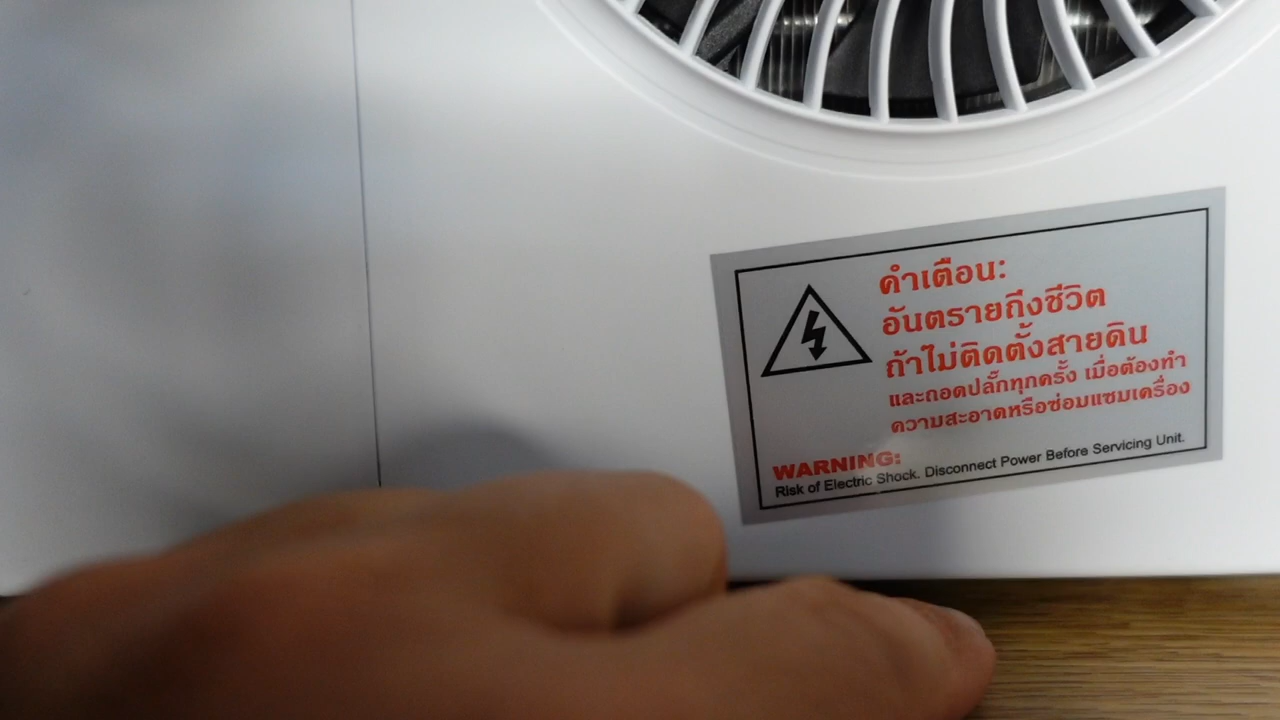 คำเตือน:
อันตรายถึงชีวิต
ถ้าไม่ติดตั้งสายดิน
และถอดปลั๊กทุกครั้ง เมื่อต้องทำ
ความสะอาดหรือซ่อมแซมเครื่อง
WARNING:
Risk of Electric Shock. Disconnect Power Before Servicing Unit.